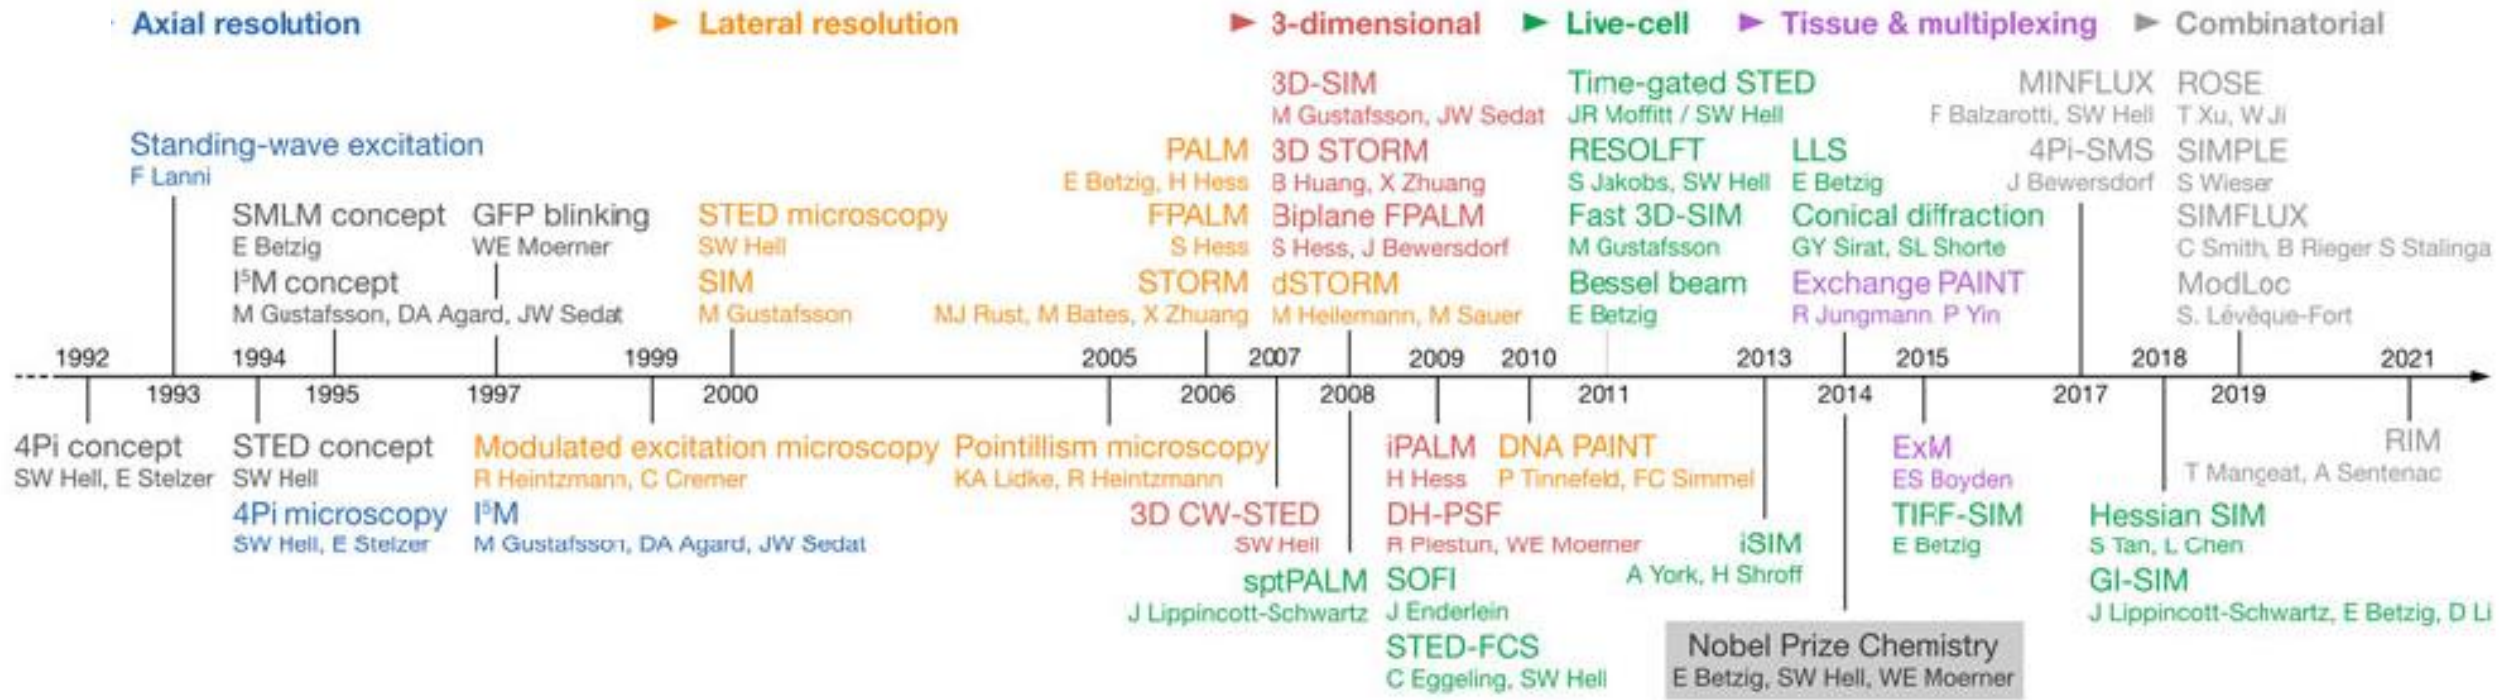 Axial resolution
Lateral resolution
3-dimensional
Live-cell
Tissue & multiplexing
Combinatorial
Standing-wave excitation
F Lanni
SMLM concept
E Betzig
I⁵M concept
M Gustafsson, DA Agard, JW Sedat
GFP blinking
WE Moerner
STED microscopy
SW Hell
SIM
M Gustafsson
PALM
E Betzig, H Hess
FPALM
S Hess
STORM
MJ Rust, M Bates, X Zhuang
3D-SIM
M Gustafsson, JW Sedat
3D STORM
B Huang, X Zhuang
Biplane FPALM
S Hess, J Bewersdorf
dSTORM
M Heilemann, M Sauer
Time-gated STED
JR Moffitt / SW Hell
RESOLFT
S Jakobs, SW Hell
Fast 3D-SIM
M Gustafsson
Bessel beam
E Betzig
LLS
E Betzig
Conical diffraction
GY Sirat, SL Shorte
Exchange PAINT
R Jungmann P Yin
MINFLUX
F Balzarotti, SW Hell
4Pi-SMS
J Bewersdorf
ROSE
T Xu, W Ji
SIMPLE
S Wieser
SIMFLUX
C Smith, B Rieger S Stalinga
ModLoc
S. Lévêque-Fort
1992 1994 1999 2005 2007 2009 2010 2013 2015 2018 2021
1993 1995 1997 2000 2006 2008 2011 2014 2017 2019
4Pi concept
SW Hell, E Stelzer
STED concept
SW Hell
4Pi microscopy
SW Hell, E Stelzer
Modulated excitation microscopy
R Heintzmann, C Cremer
I⁵M
M Gustafsson, DA Agard, JW Sedat
Pointillism microscopy
KA Lidke, R Heintzmann
3D CW-STED
SW Hell
sptPALM
J Lippincott-Schwartz
iPALM
H Hess
DH-PSF
R Piestun, WE Moerner
SOFI
J Enderlein
STED-FCS
C Eggeling, SW Hell
DNA PAINT
P Tinnefeld, FC Simmel
iSIM
A York, H Shroff
Nobel Prize Chemistry
E Betzig, SW Hell, WE Moerner
ExM
ES Boyden
TIRF-SIM
E Betzig
Hessian SIM
S Tan, L Chen
GI-SIM
J Lippincott-Schwartz, E Betzig, D Li
RIM
T Mangeat, A Sentenac